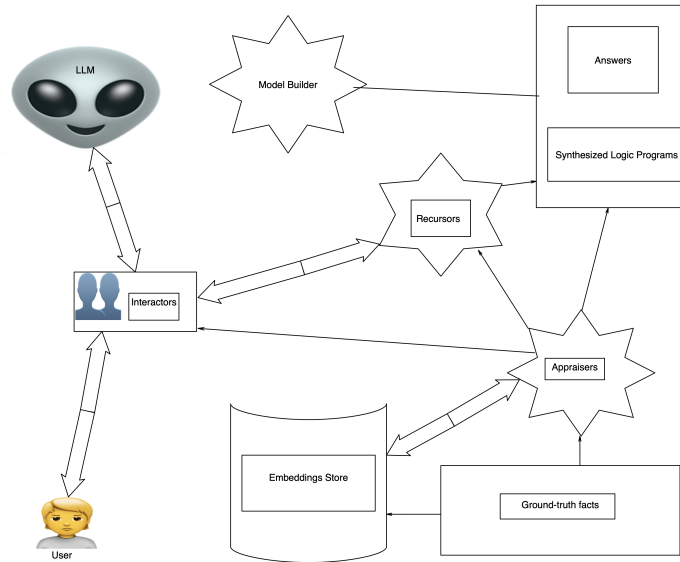 LLM
Model Builder
Answers
Synthesized Logic Programs
Recursors
Interactors
Appraisers
Embeddings Store
Ground-truth facts
User